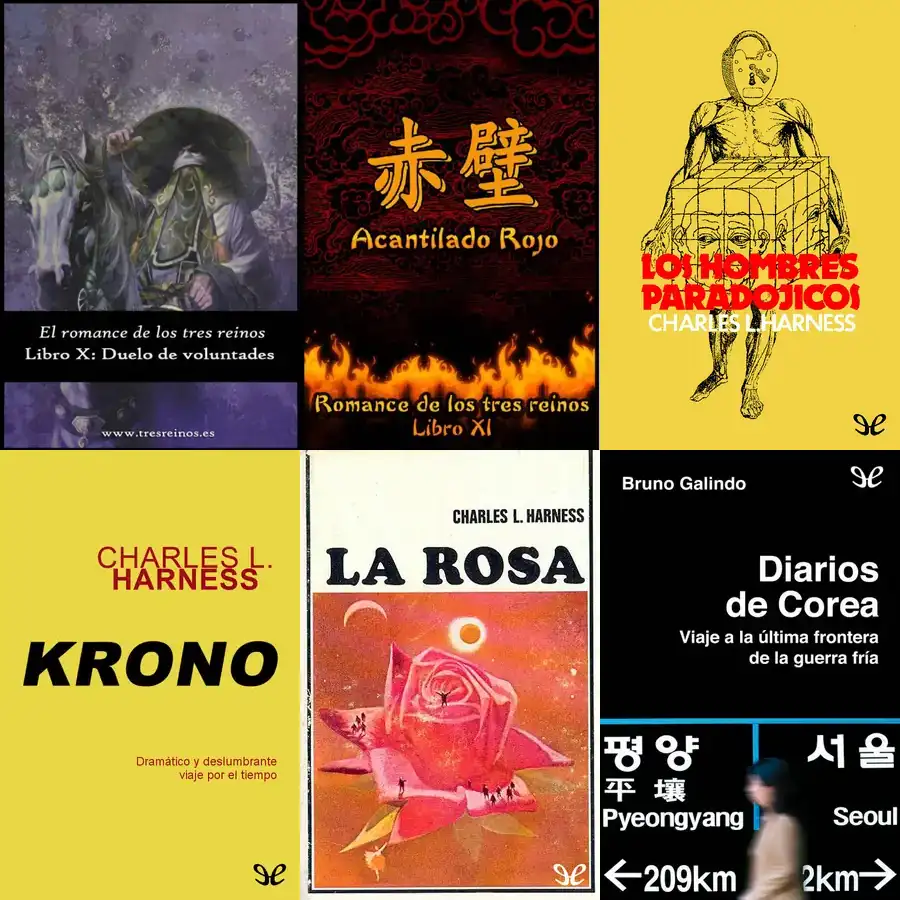 El romance de los tres reinos
Libro X: Duelo de voluntades
www.tresreinos.es
赤壁
Acantilado Rojo
Romance de los tres reinos
Libro XI
LOS HOMBRES
PARADOJICOS
CHARLES L. HARNESS
CHARLES L.
HARNESS
KRONO
Dramático y deslumbrante
viaje por el tiempo
CHARLES L. HARNESS
LA ROSA
Bruno Galindo
Diarios
de Corea
Viaje a la última frontera
de la guerra fría
평양
서울
平壤
Pyeongyang
Seoul
←209km
2km→